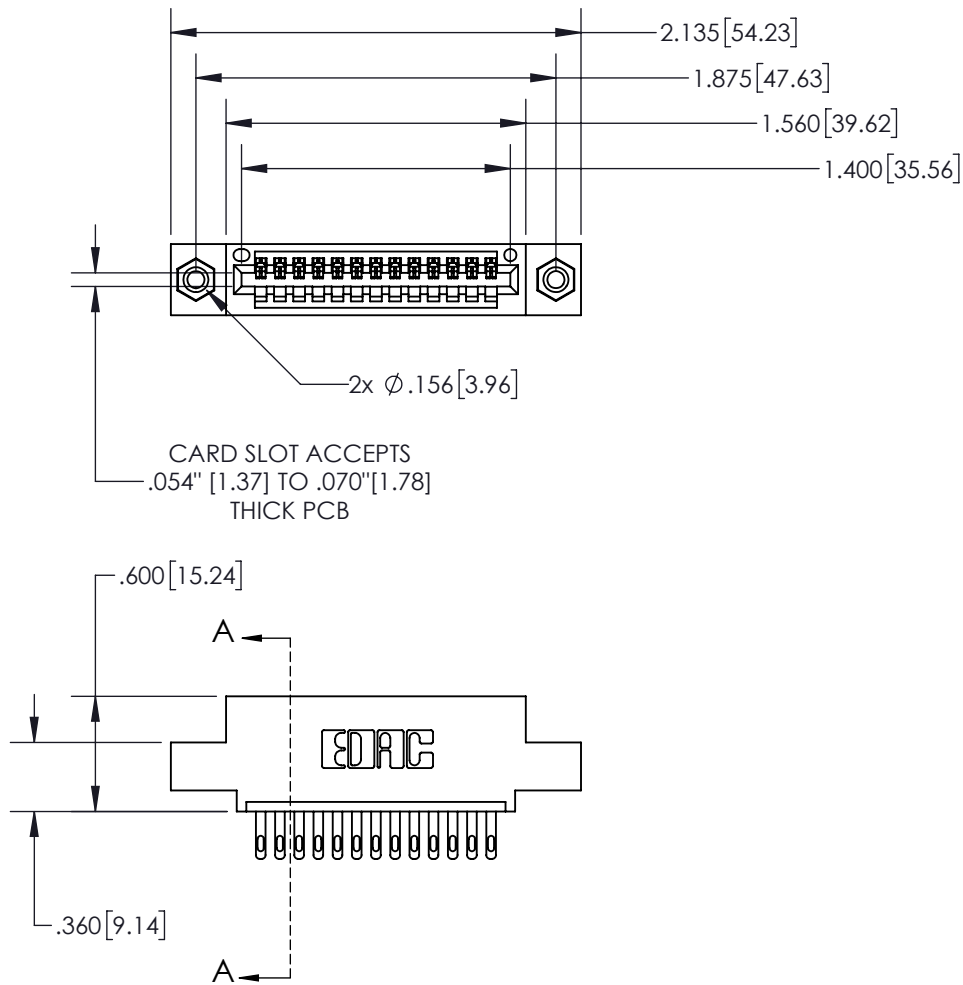 2.135[54.23]
1.875[47.63]
1.560[39.62]
1.400[35.56]
2x Ø.156[3.96]
CARD SLOT ACCEPTS
.054" [1.37] TO .070"[1.78]
THICK PCB
.600[15.24]
A
EDAC
.360[9.14]
A